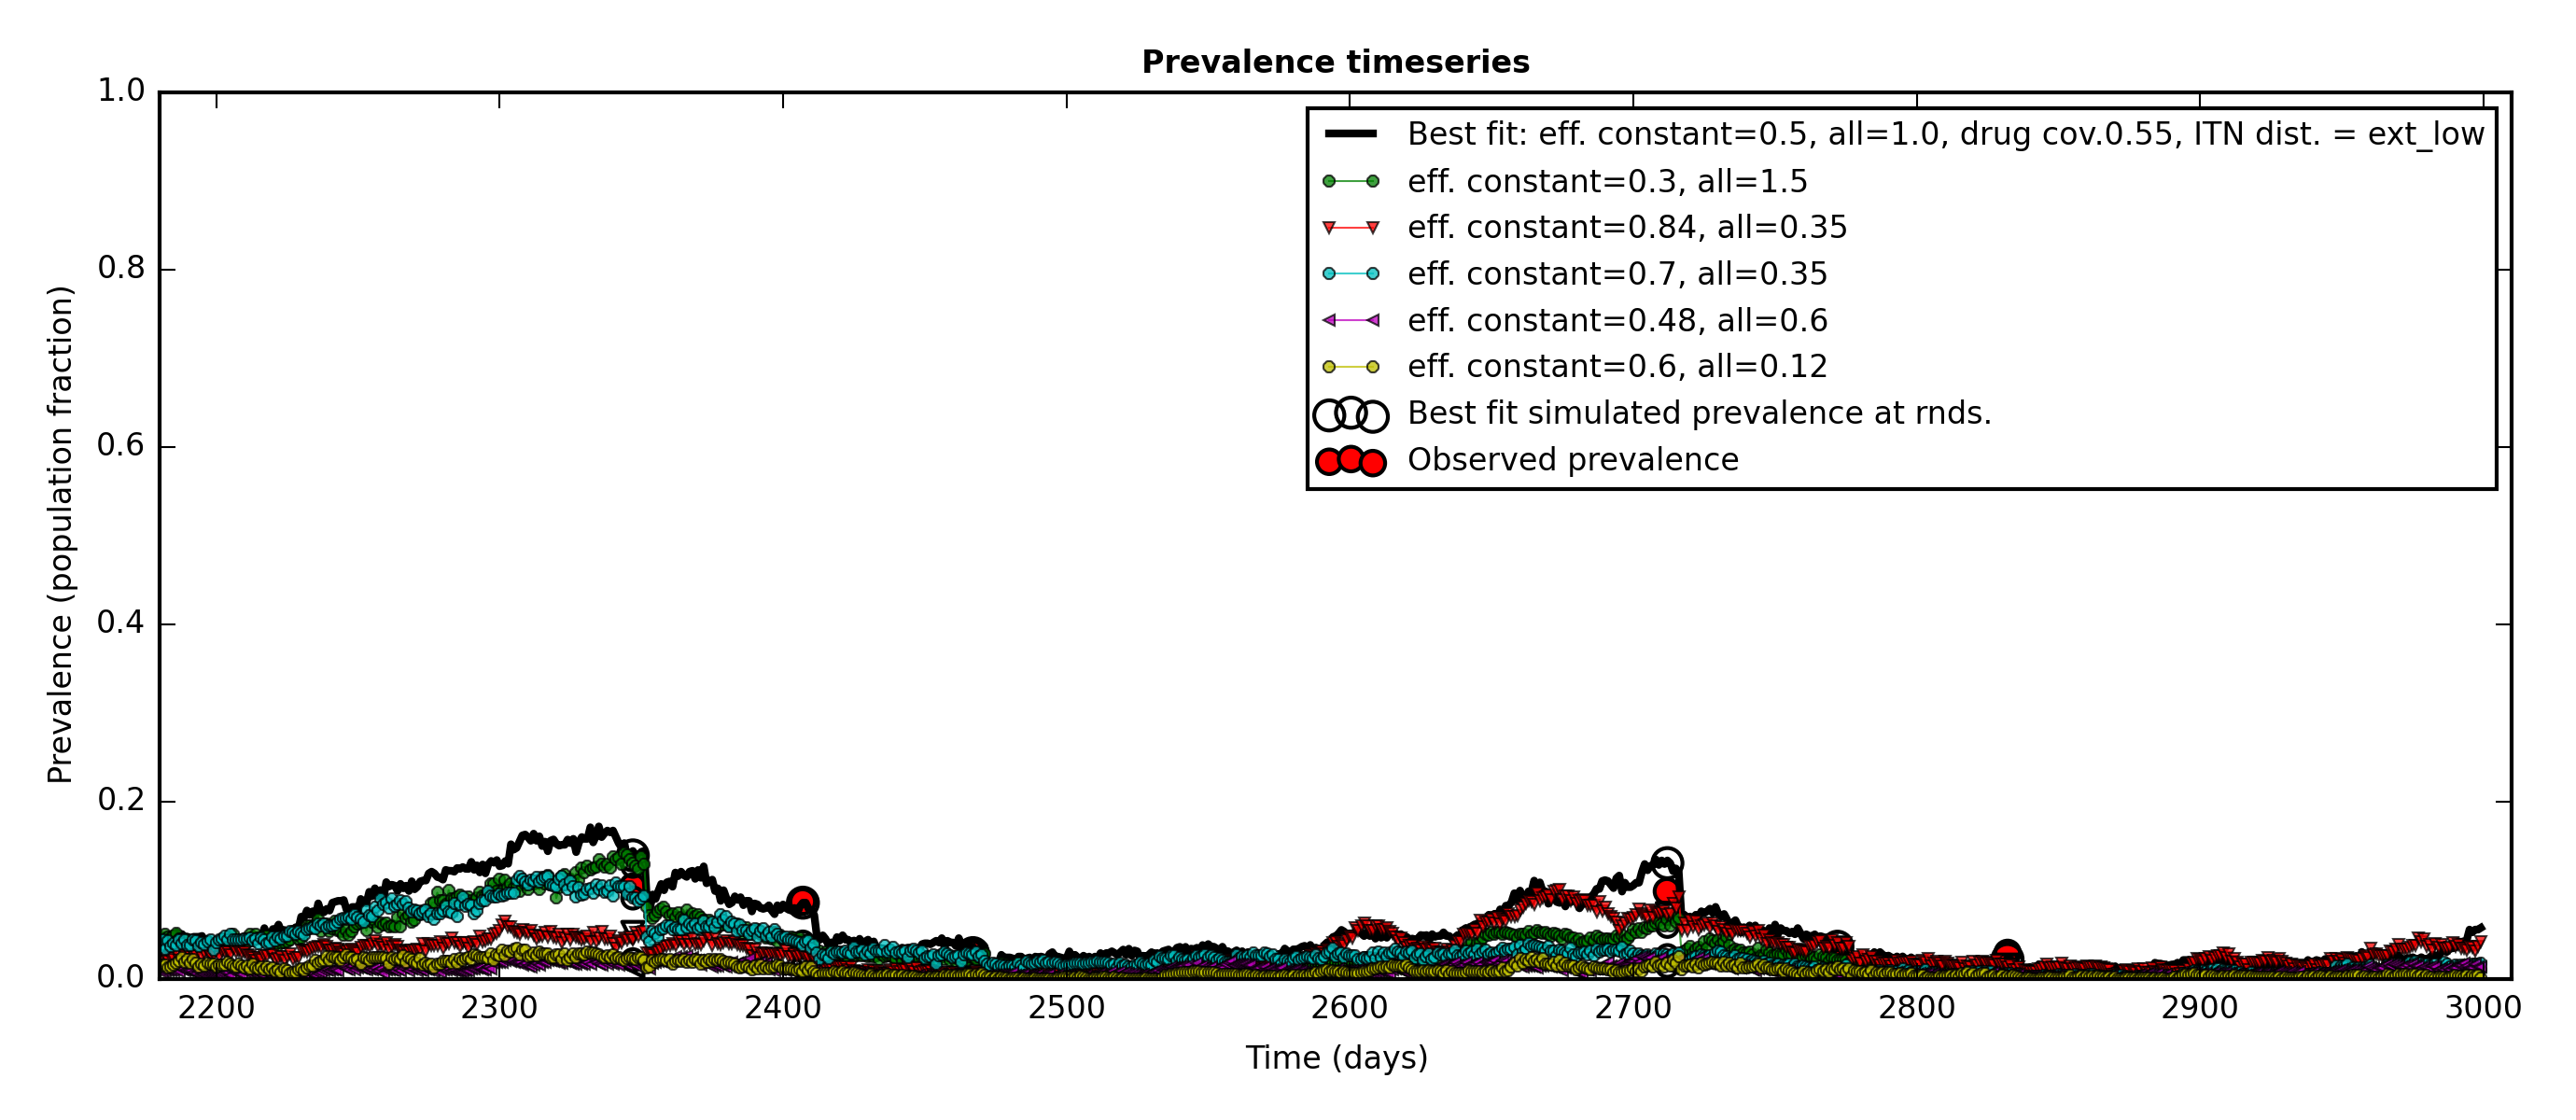 Prevalence timeseries
1.0
0.8
0.6
0.4
0.2
0.0
Prevalence (population fraction)
Best fit: eff. constant=0.5, all=1.0, drug cov.0.55, ITN dist. = ext_low
eff. constant=0.3, all=1.5
eff. constant=0.84, all=0.35
eff. constant=0.7, all=0.35
eff. constant=0.48, all=0.6
eff. constant=0.6, all=0.12
Best fit simulated prevalence at rnds.
Observed prevalence
2200 2300 2400 2500 2600 2700 2800 2900 3000
Time (days)